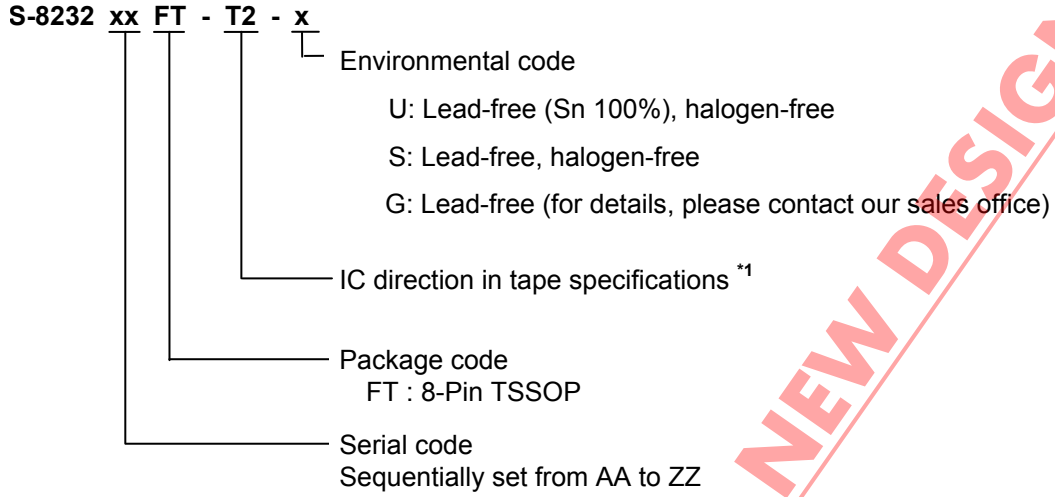 S-8232 xx FT - T2 - x
Environmental code
U: Lead-free (Sn 100%), halogen-free
S: Lead-free, halogen-free
G: Lead-free (for details, please contact our sales office)
IC direction in tape specifications *1
Package code
FT : 8-Pin TSSOP
Serial code
Sequentially set from AA to ZZ
NEW DESIG